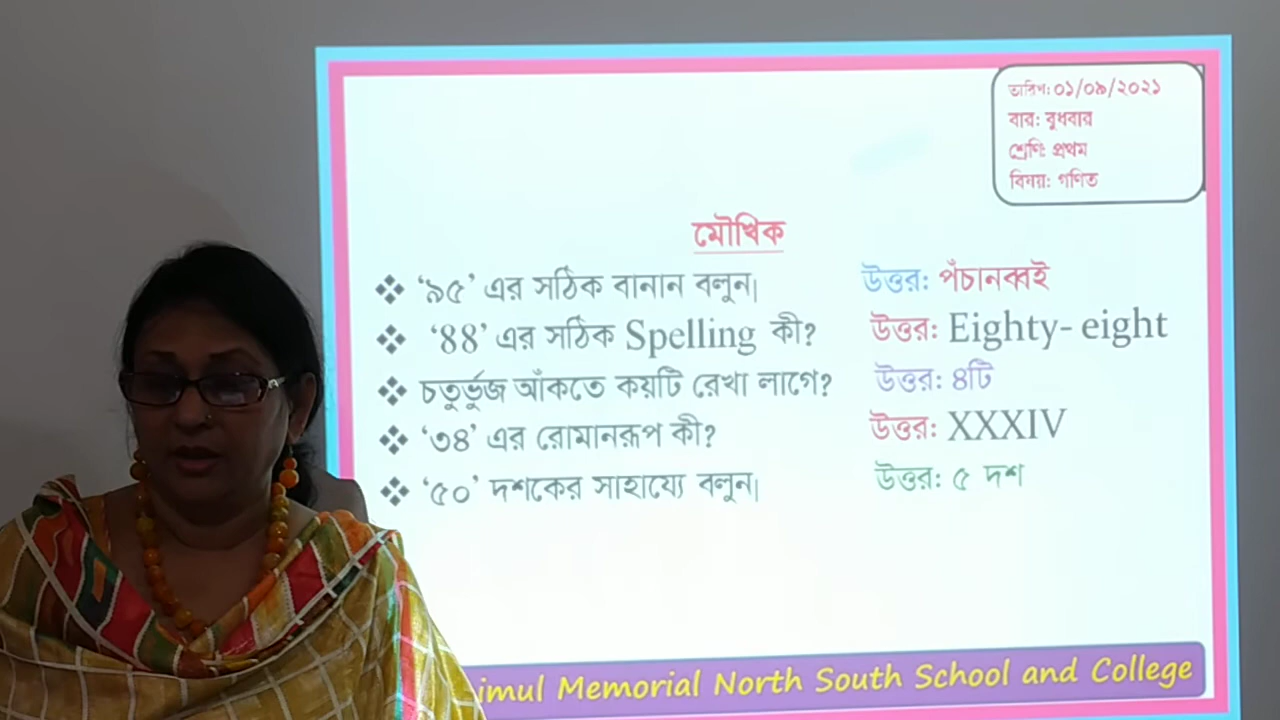 তারিখ: ০১/০৯/২০২১
বার: বুধবার
শ্রেণি: প্রথম
বিষয়: গণিত
মৌখিক
❖ ‘৯৫’ এর সঠিক বানান বলুন। উত্তর: পঁচানব্বই
❖ ‘88’ এর সঠিক Spelling কী? উত্তর: Eighty- eight
❖ চতুর্ভুজ আঁকতে কয়টি রেখা লাগে? উত্তর: ৪টি
❖ ‘৩৪’ এর রোমানরূপ কী? উত্তর: XXXIV
❖ ‘৫০’ দশকের সাহায্যে বলুন। উত্তর: ৫ দশ
Memorial North South School and College